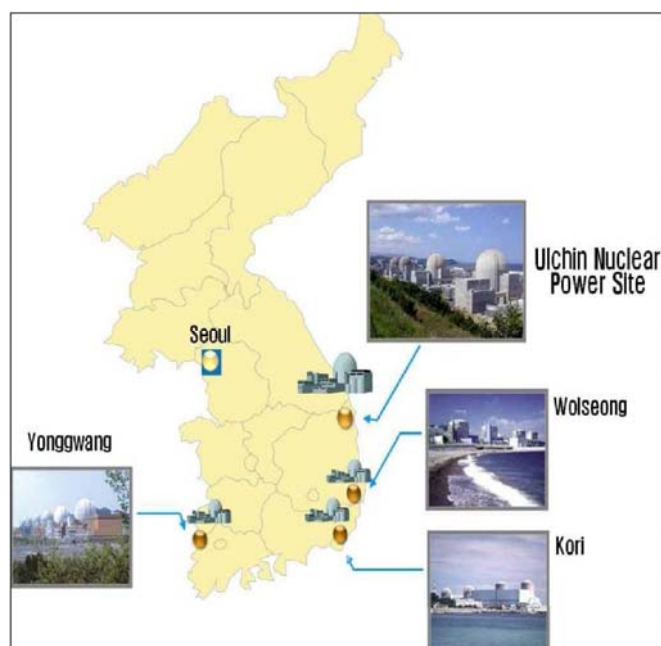 Ulchin Nuclear
Power Site
Seoul
Wolseong
Yonggwang
Kori